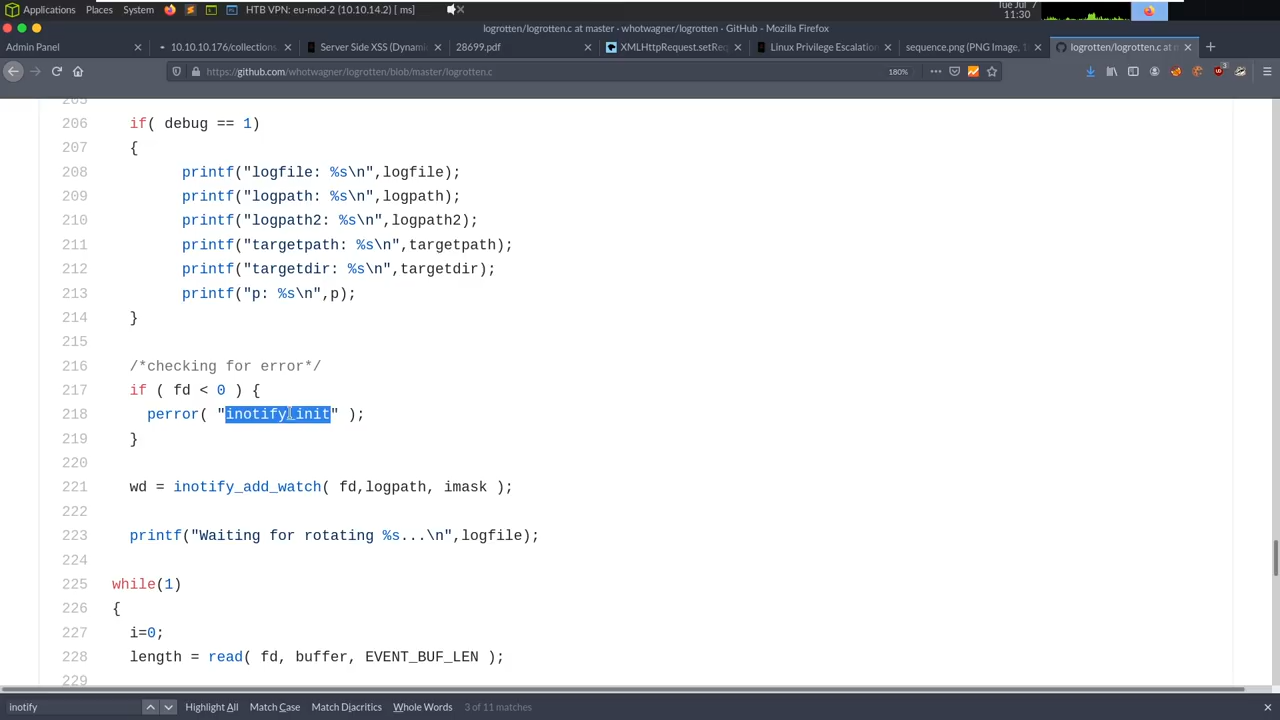 Applications Places System HTB VPN: eu-mod-2 (10.10.14.2) [ ms] Tue Jul 7
11:30
logrotten/logrotten.c at master · whotwagner/logrotten - GitHub - Mozilla Firefox
Admin Panel 10.10.10.176/collections Server Side XSS (Dynami 28699.pdf XMLHttpRequest.setReq Linux Privilege Escalation sequence.png (PNG Image, 1 logrotten/logrotten.c at m
https://github.com/whotwagner/logrotten/blob/master/logrotten.c 180% 3
205
206 if( debug == 1)
207 {
208 printf("logfile: %s\n",logfile);
209 printf("logpath: %s\n",logpath);
210 printf("logpath2: %s\n",logpath2);
211 printf("targetpath: %s\n",targetpath);
212 printf("targetdir: %s\n",targetdir);
213 printf("p: %s\n",p);
214 }
215
216 /*checking for error*/
217 if ( fd < 0 ) {
218 perror( "inotify_init" );
219 }
220
221 wd = inotify_add_watch( fd,logpath, imask );
222
223 printf("Waiting for rotating %s...\n",logfile);
224
225 while(1)
226 {
227 i=0;
228 length = read( fd, buffer, EVENT_BUF_LEN );
229
inotify Highlight All Match Case Match Diacritics Whole Words 3 of 11 matches